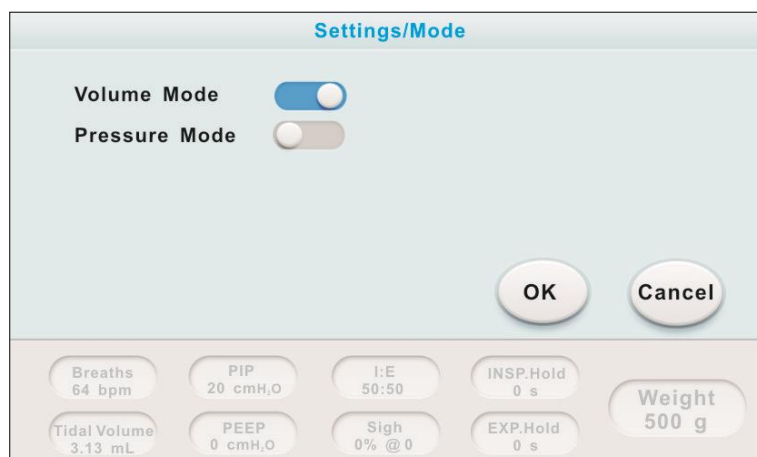 Settings/Mode
Volume Mode
Pressure Mode
OK
Cancel
Breaths
64 bpm
PIP
20 cmH₂O
I:E
50:50
INSP.Hold
0 s
Weight
500 g
Tidal Volume
3.13 mL
PEEP
0 cmH₂O
Sigh
0% @ 0
EXP.Hold
0 s